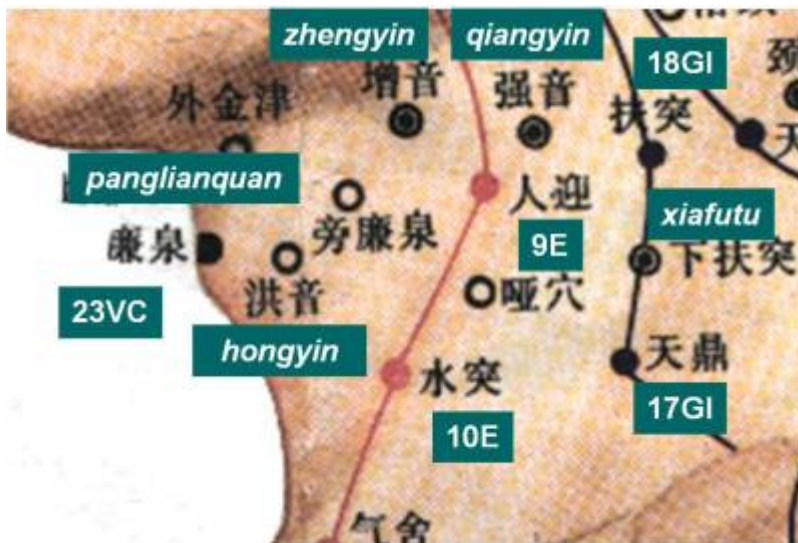 zhengyin
qiangyin
18GI
外金津
增音
强音
扶突
panglianquan
旁廉泉
人迎
xiafutu
廉泉
洪音
9E
下扶突
23VC
哑穴
hongyin
水突
天鼎
10E
17GI
气舍